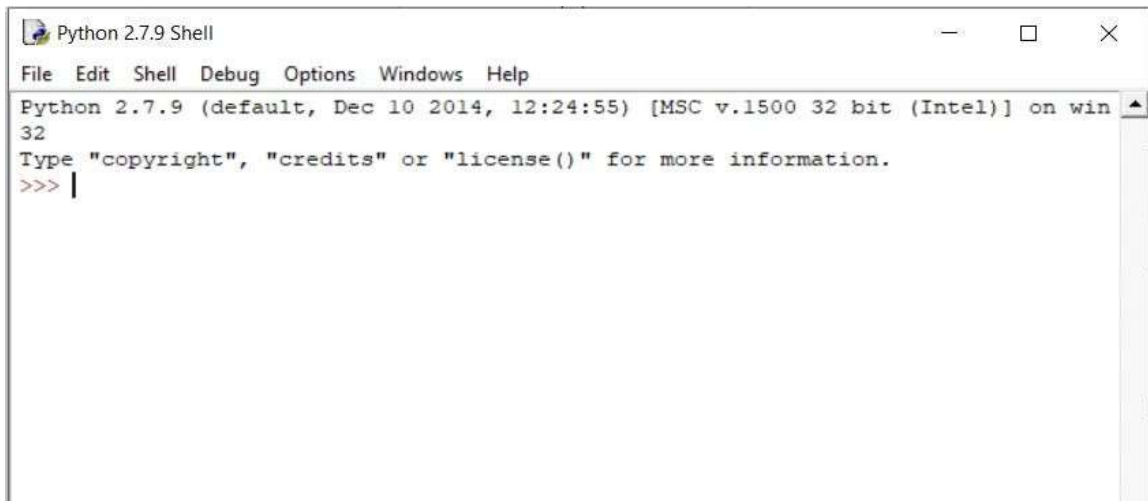 Python 2.7.9 Shell
File Edit Shell Debug Options Windows Help
Python 2.7.9 (default, Dec 10 2014, 12:24:55) [MSC v.1500 32 bit (Intel)] on win
32
Type "copyright", "credits" or "license()" for more information.
>>>